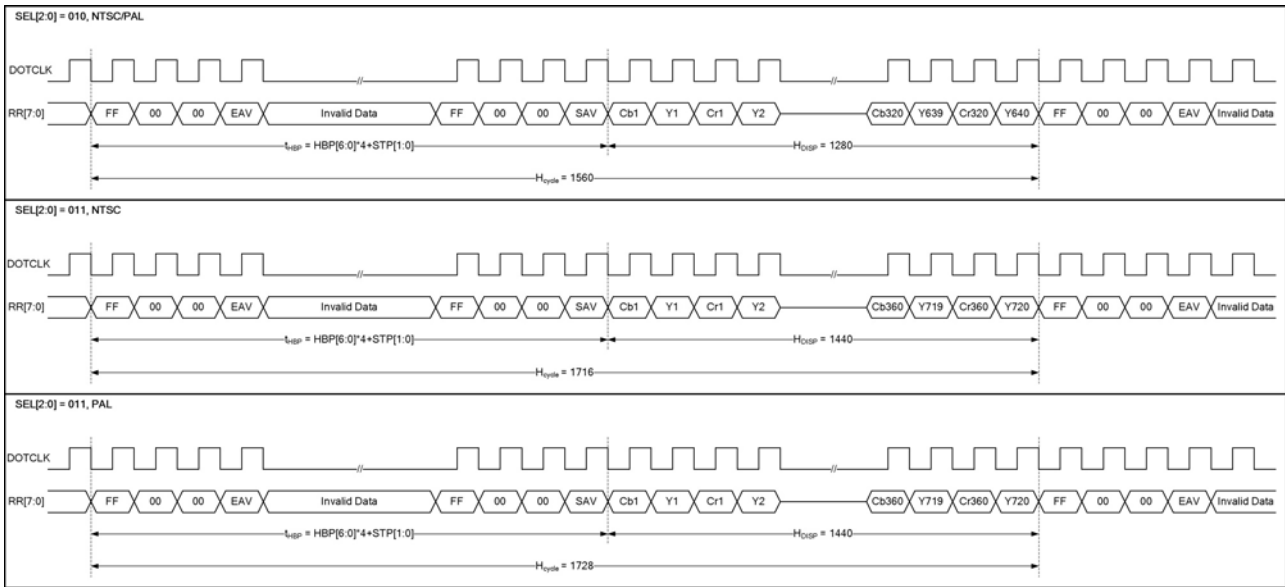 SEL[2:0] = 010, NTSC/PAL
DOTCLK
//
//
RR[7:0] FF 00 00 EAV Invalid Data FF 00 00 SAV Cb1 Y1 Cr1 Y2 Cb320 Y639 Cr320 Y640 FF 00 00 EAV Invalid Data
tHBP = HBP[6:0]*4+STP[1:0] HDISP = 1280
Hcycle = 1560
SEL[2:0] = 011, NTSC
DOTCLK
//
//
RR[7:0] FF 00 00 EAV Invalid Data FF 00 00 SAV Cb1 Y1 Cr1 Y2 Cb360 Y719 Cr360 Y720 FF 00 00 EAV Invalid Data
tHBP = HBP[6:0]*4+STP[1:0] HDISP = 1440
Hcycle = 1716
SEL[2:0] = 011, PAL
DOTCLK
//
//
RR[7:0] FF 00 00 EAV Invalid Data FF 00 00 SAV Cb1 Y1 Cr1 Y2 Cb360 Y719 Cr360 Y720 FF 00 00 EAV Invalid Data
tHBP = HBP[6:0]*4+STP[1:0] HDISP = 1440
Hcycle = 1728